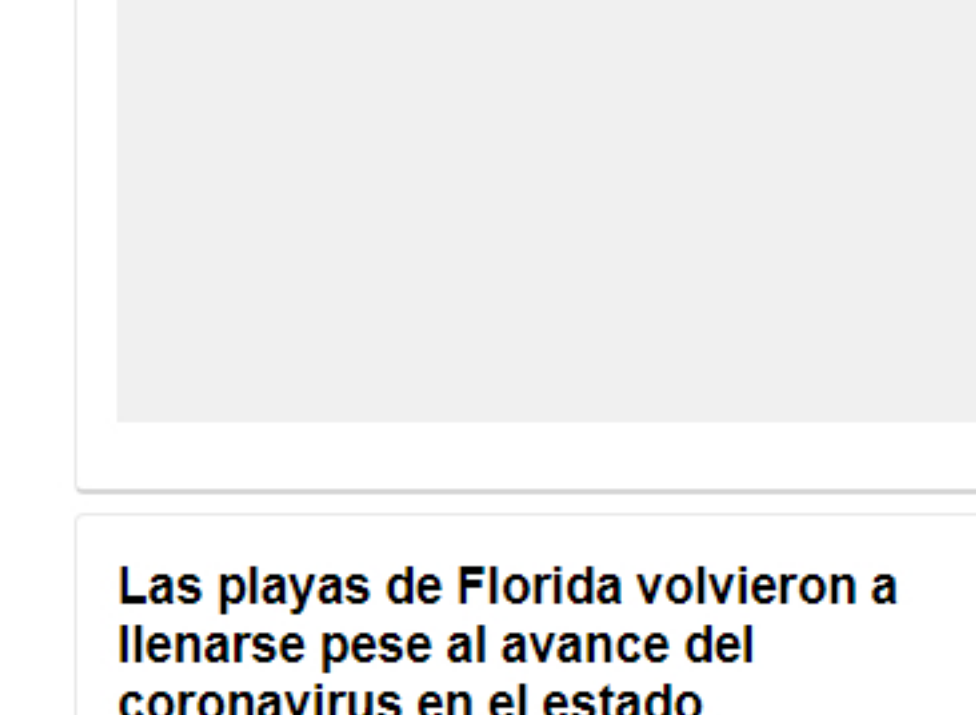 Las playas de Florida volvieron a
llenarse pese al avance del
coronavirus en el estado